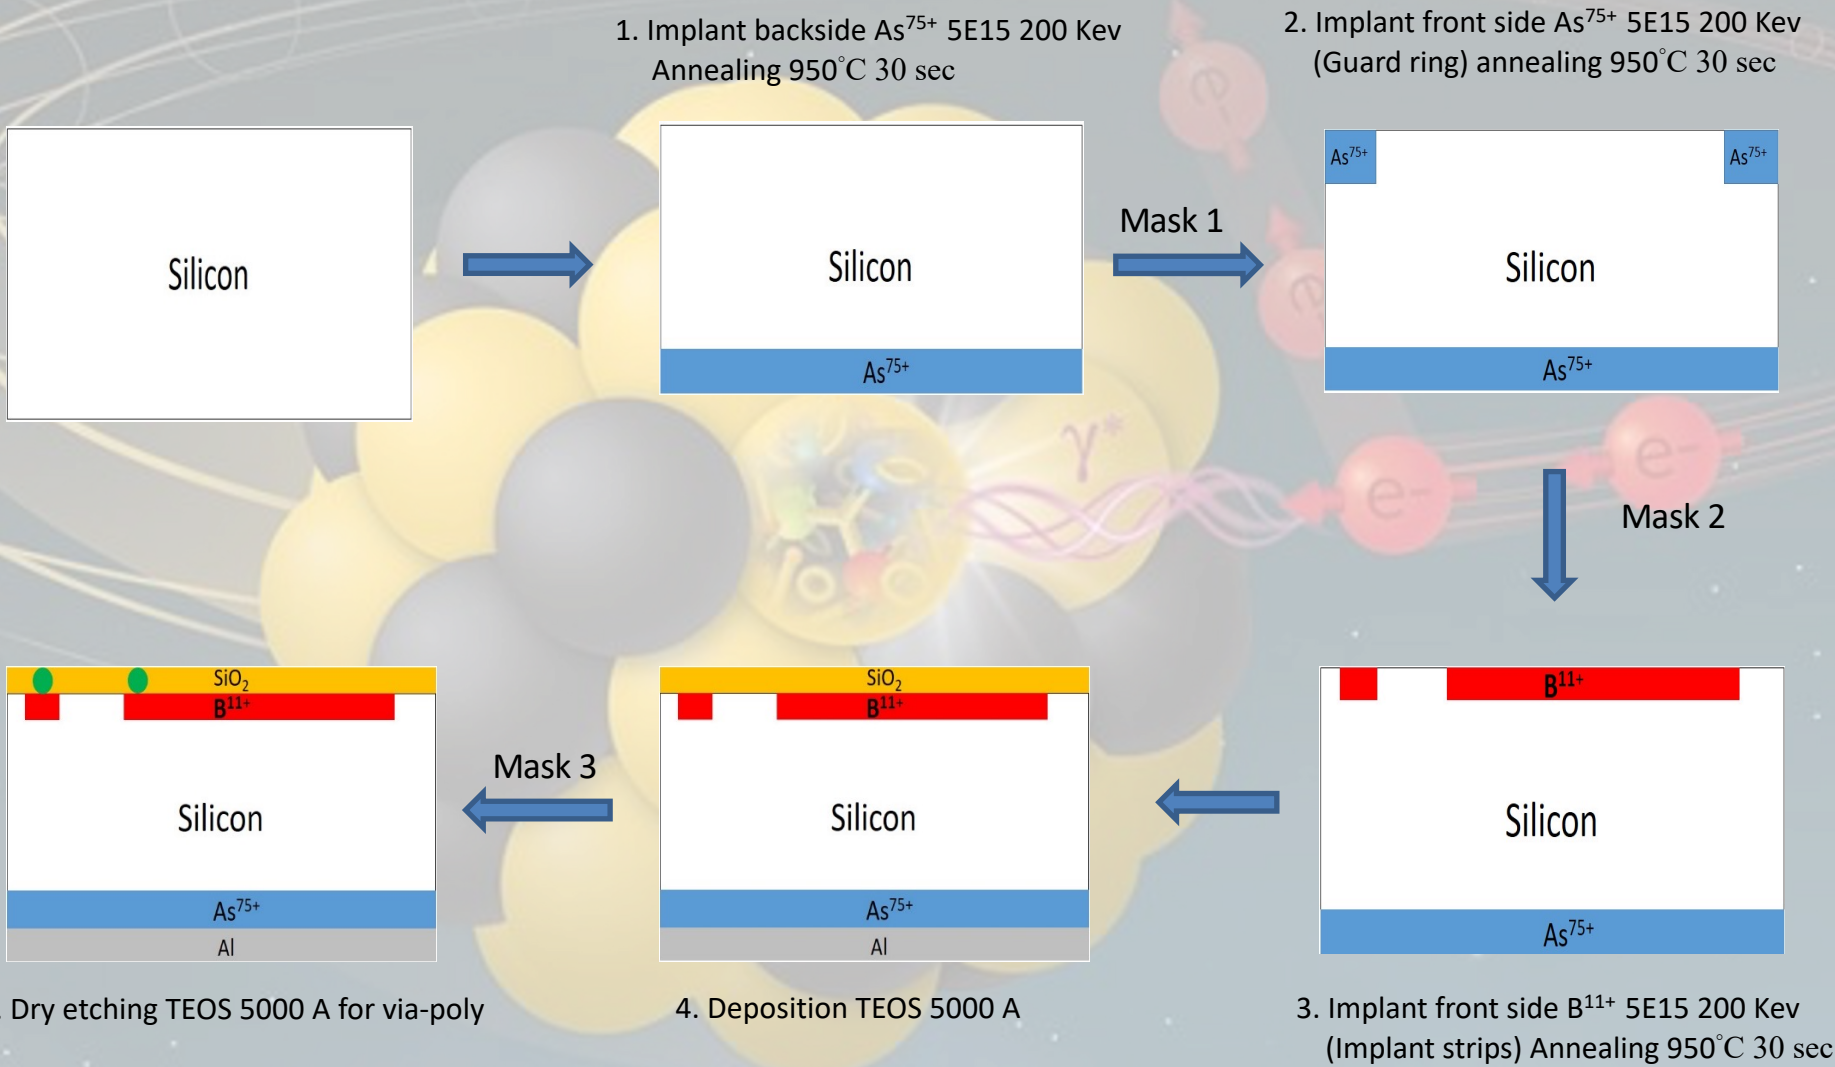 1. Implant backside As⁷⁵⁺ 5E15 200 Kev
Annealing 950°C 30 sec
2. Implant front side As⁷⁵⁺ 5E15 200 Kev
(Guard ring) annealing 950°C 30 sec
Silicon
Silicon
As⁷⁵⁺
Mask 1
As⁷⁵⁺
As⁷⁵⁺
Silicon
As⁷⁵⁺
γ*
e-
e-
e-
e-
Mask 2
B¹¹⁺
Silicon
As⁷⁵⁺
3. Implant front side B¹¹⁺ 5E15 200 Kev
(Implant strips) Annealing 950°C 30 sec
SiO₂
B¹¹⁺
Silicon
As⁷⁵⁺
Al
4. Deposition TEOS 5000 A
Mask 3
SiO₂
B¹¹⁺
Silicon
As⁷⁵⁺
Al
. Dry etching TEOS 5000 A for via-poly